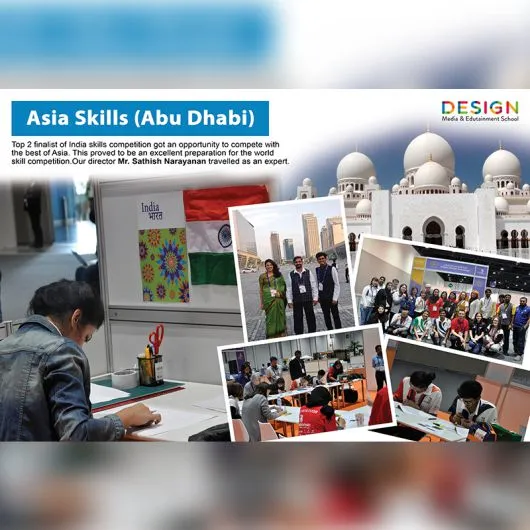 Asia Skills (Abu Dhabi)
DESIGN
Media & Edutainment School
Top 2 finalist of India skills competition got an opportunity to compete with
the best of Asia. This proved to be an excellent preparation for the world
skill competition.Our director Mr. Sathish Narayanan travelled as an expert.
India
भारत